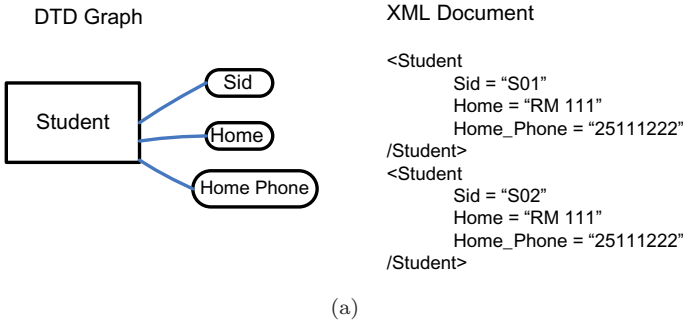 DTD Graph
Student
Sid
Home
Home Phone
XML Document
<Student
Sid = “S01”
Home = “RM 111”
Home_Phone = “25111222”
/Student>
<Student
Sid = “S02”
Home = “RM 111”
Home_Phone = “25111222”
/Student>
(a)